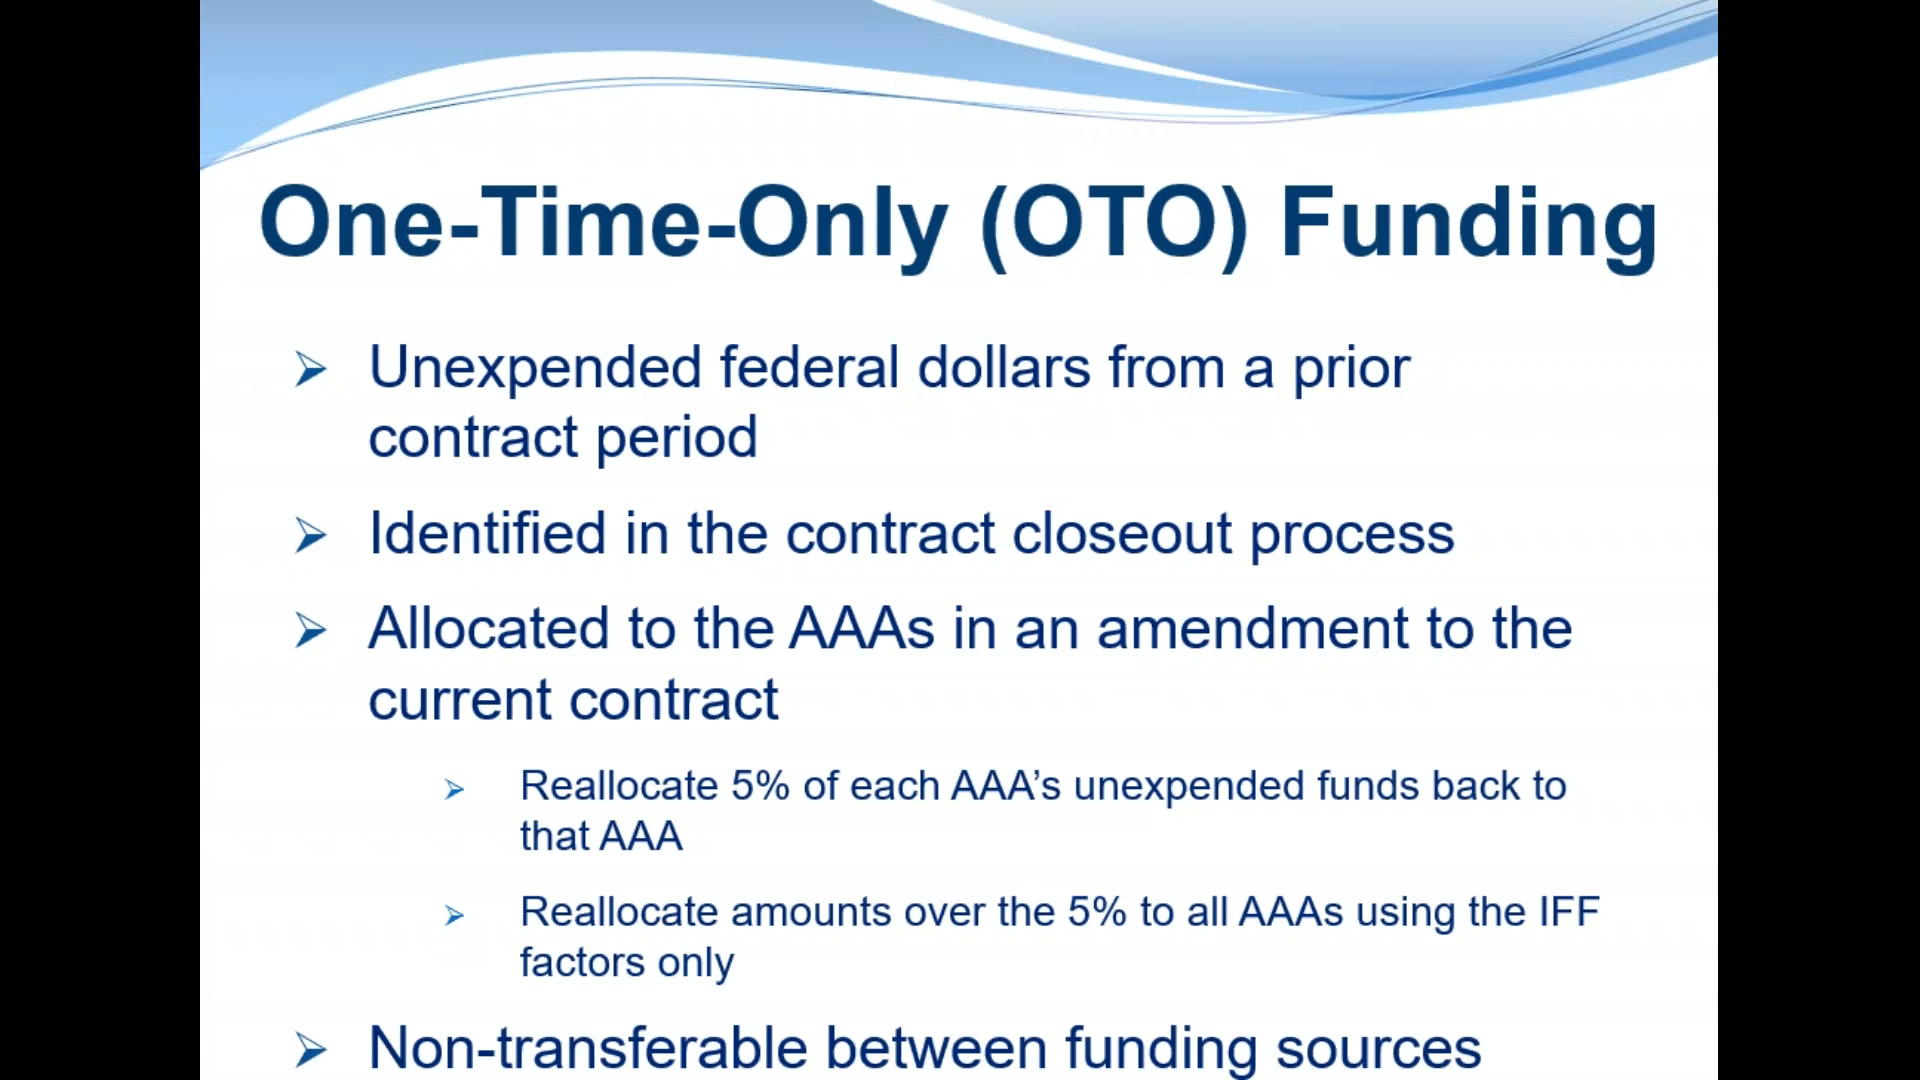 One-Time-Only (OTO) Funding
Unexpended federal dollars from a prior
contract period
Identified in the contract closeout process
Allocated to the AAAs in an amendment to the
current contract
Reallocate 5% of each AAA’s unexpended funds back to
that AAA
Reallocate amounts over the 5% to all AAAs using the IFF
factors only
Non-transferable between funding sources